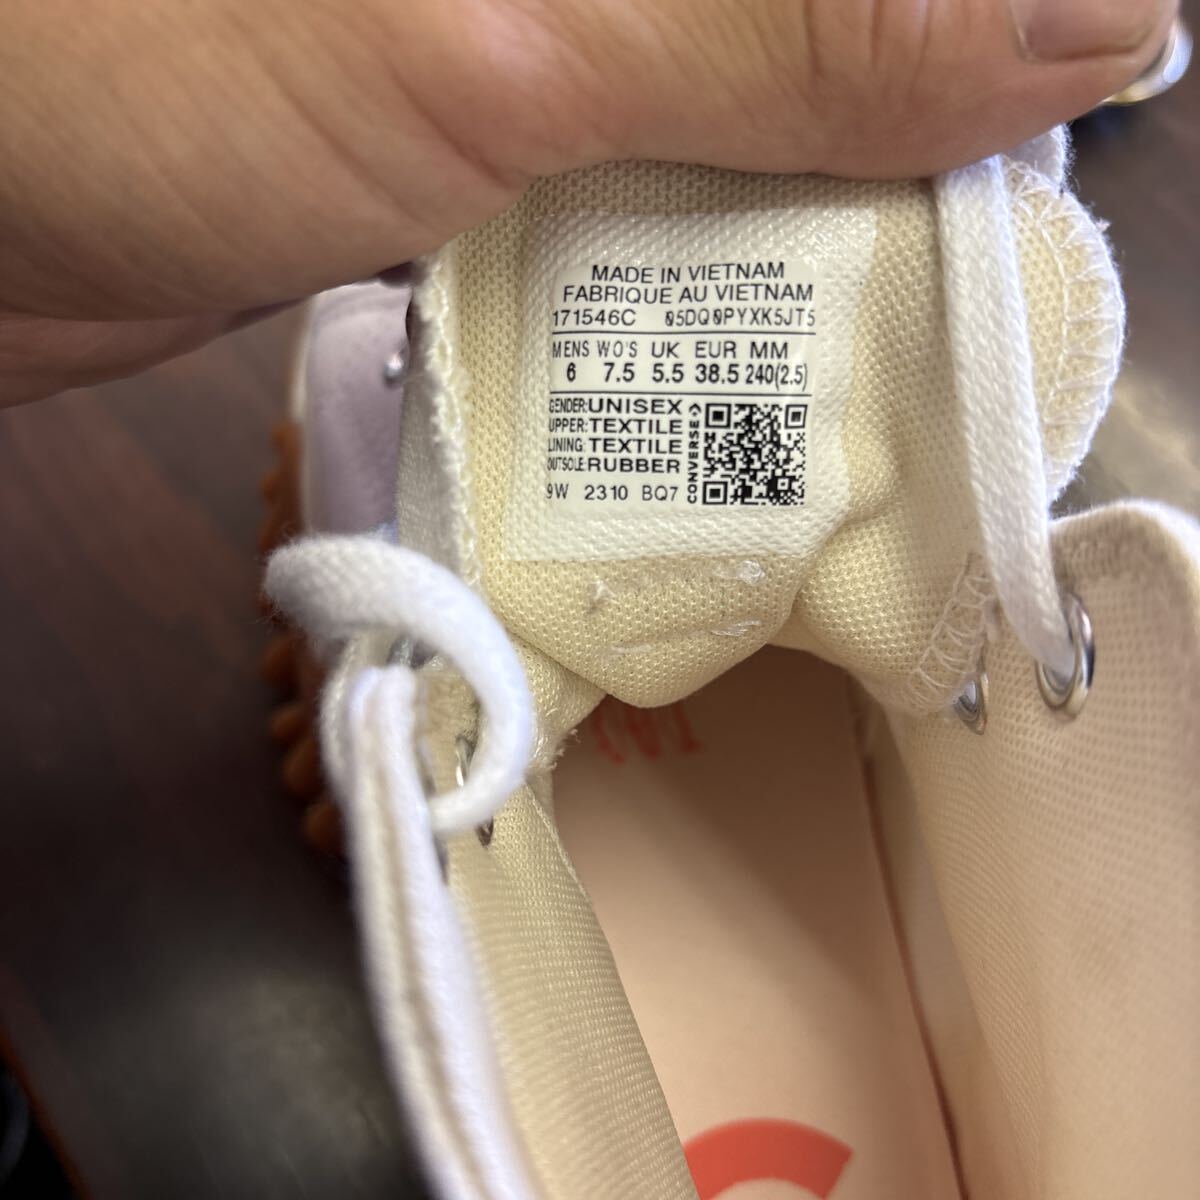 MADE IN VIETNAM
FABRIQUE AU VIETNAM
171546C 05DQ0PYXK5JT5
MENS WO'S UK EUR MM
6 7.5 5.5 38.5 240(2.5)
GENDER:UNISEX
UPPER:TEXTILE
LINING:TEXTILE
OUTSOLE:RUBBER
9W 2310 BQ7
CONVERSE